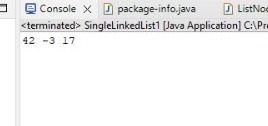 Console package-info.java ListNod
<terminated> SingleLinkedList1 [Java Application] C:\Pr
42 -3 17